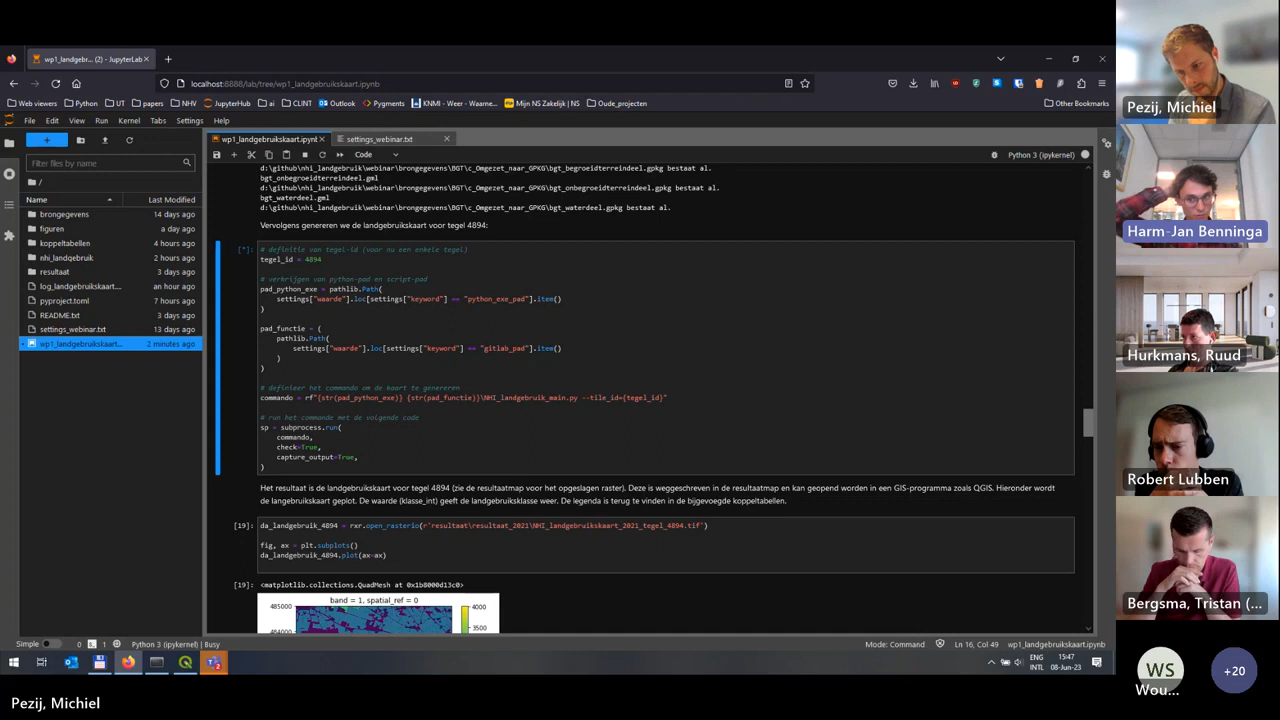 wp1_landgebr... (2) - JupyterLab
localhost:8888/lab/tree/wp1_landgebruikskaart.ipynb
Web viewers
Python
UT
papers
NHV
JupyterHub
ai
CLINT
Outlook
Pygments
KNMI - Weer - Waarne...
Mijn NS Zakelijk | NS
Oude_projecten
Other Bookmarks
File Edit View Run Kernel Tabs Settings Help
wp1_landgebruikskaart.ipynb
settings_webinar.txt
Code
Python 3 (ipykernel)
Filter files by name
/
Name
Last Modified
brongegevens 14 days ago
figuren a day ago
koppeltabellen 4 hours ago
nhi_landgebruik 4 hours ago
resultaat 3 days ago
log_landgebruikskaart.... an hour ago
pyproject.toml 4 hours ago
README.txt 3 days ago
settings_webinar.txt 13 days ago
wp1_landgebruikskaart... 2 minutes ago
d:\github\nhi_landgebruik\webinar\brongegevens\BGT\c_Omgezet_naar_GPKG\bgt_begroeidterreindeel.gpkg bestaat al.
bgt_onbegroeidterreindeel.gml
d:\github\nhi_landgebruik\webinar\brongegevens\BGT\c_Omgezet_naar_GPKG\bgt_onbegroeidterreindeel.gpkg bestaat al.
bgt_waterdeel.gml
d:\github\nhi_landgebruik\webinar\brongegevens\BGT\c_Omgezet_naar_GPKG\bgt_waterdeel.gpkg bestaat al.
Vervolgens genereren we de landgebruikskaart voor tegel 4894:
[*]:
# definitie van tegel-id (voor nu een enkele tegel)
tegel_id = 4894
# verkrijgen van python-pad en script-pad
pad_python_exe = pathlib.Path(
settings["waarde"].loc[settings["keyword"] == "python_exe_pad"].item()
)
pad_functie = (
pathlib.Path(
settings["waarde"].loc[settings["keyword"] == "gitlab_pad"].item()
)
)
# definieer het commando om de kaart te genereren
commando = rf"{str(pad_python_exe)} {str(pad_functie)}\NHI_landgebruik_main.py --tile_id={tegel_id}"
# run het commande met de volgende code
sp = subprocess.run(
commando,
check=True,
capture_output=True,
)
Het resultaat is de landgebruikskaart voor tegel 4894 (zie de resultaatmap voor het opgeslagen raster). Deze is weggeschreven in de resultaatmap en kan geopend worden in een GIS-programma zoals QGIS. Hieronder wordt
de langebruikskaart geplot. De waarde (klasse_int) geeft de landgebruiksklasse weer. De legenda is terug te vinden in de bijgevoegde koppeltabellen.
[19]:
da_landgebruik_4894 = rxr.open_rasterio(r'resultaat\resultaat_2021\NHI_landgebruikskaart_2021_tegel_4894.tif')
fig, ax = plt.subplots()
da_landgebruik_4894.plot(ax=ax)
[19]:
<matplotlib.collections.QuadMesh at 0x1b8000d13c0>
band = 1, spatial_ref = 0
485000
4000
3500
484000
Simple
0
1
Python 3 (ipykernel) | Busy
Mode: Command
Ln 16, Col 49
wp1_landgebruikskaart.ipynb
ENG
INTL
15:47
08-Jun-23
Pezij, Michiel
Harm-Jan Benninga
Hurkmans, Ruud
Robert Lubben
Bergsma, Tristan (...
WS
Wou...
+20
Pezij, Michiel